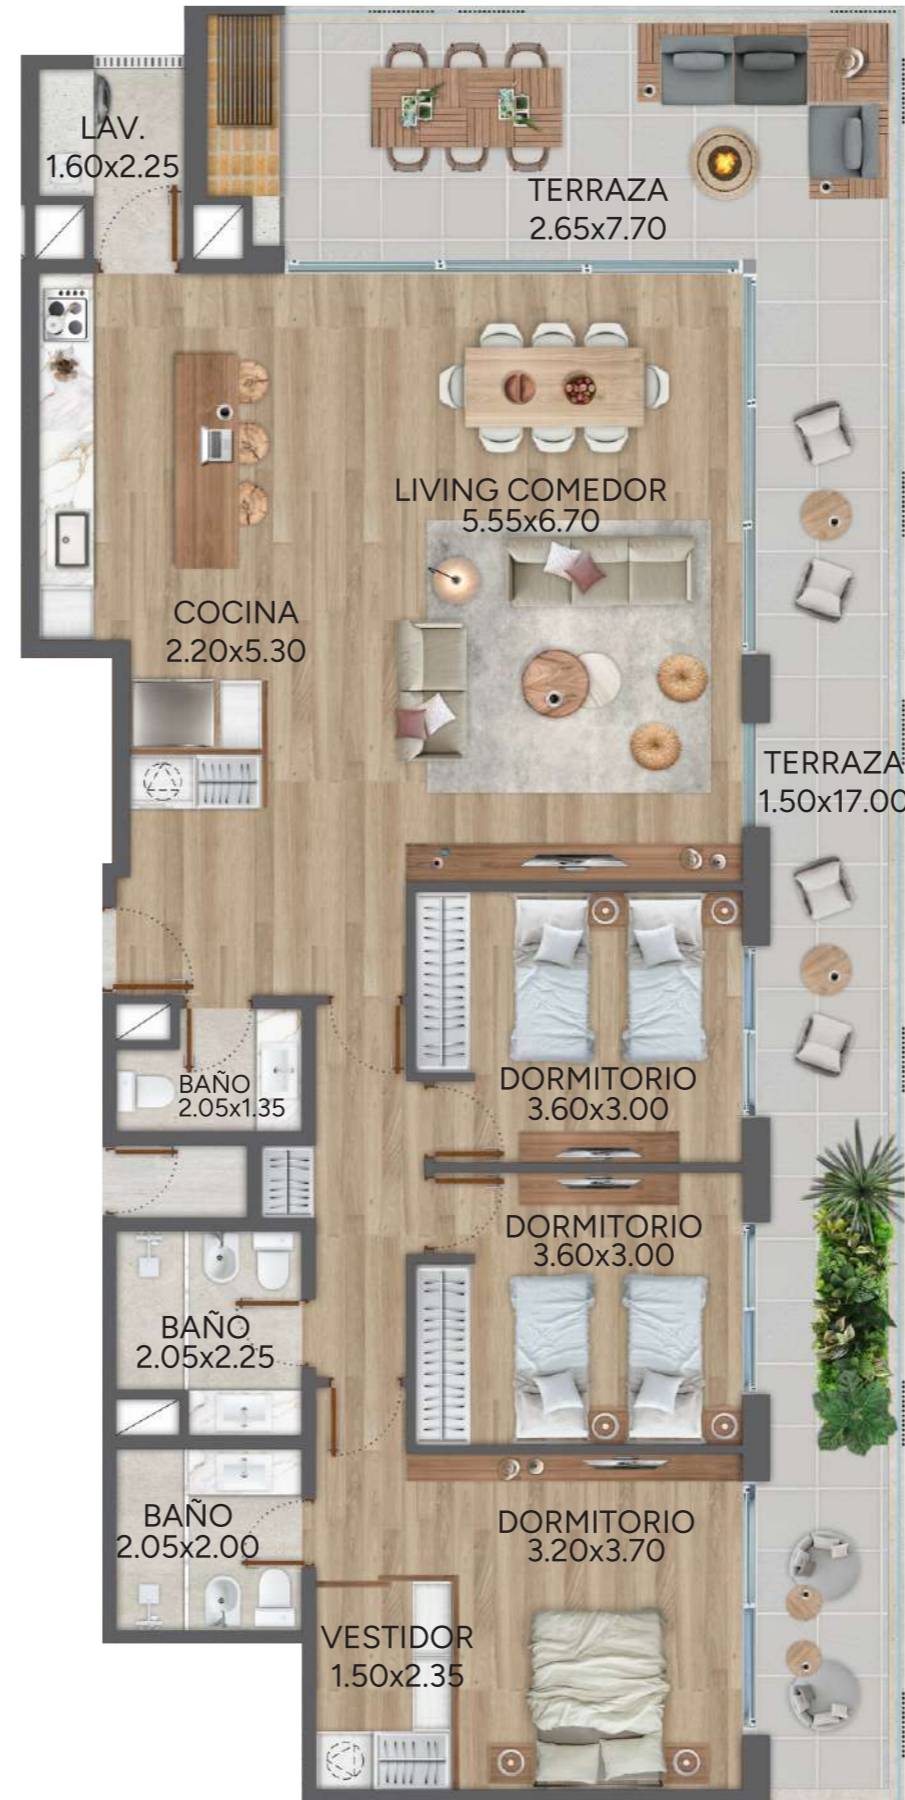 LAV.
1.60x2.25
TERRAZA
2.65x7.70
LIVING COMEDOR
5.55x6.70
COCINA
2.20x5.30
TERRAZA
1.50x17.00
BAÑO
2.05x1.35
DORMITORIO
3.60x3.00
DORMITORIO
3.60x3.00
BAÑO
2.05x2.25
BAÑO
2.05x2.00
DORMITORIO
3.20x3.70
VESTIDOR
1.50x2.35